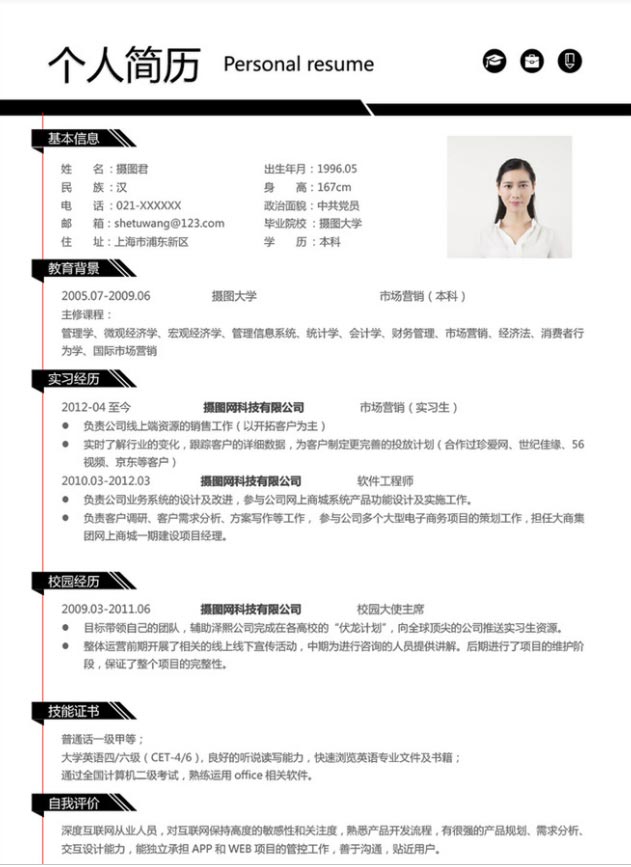 个人简历 Personal resume
基本信息
姓 名：摄图君 出生年月：1996.05
民 族：汉 身 高：167cm
电 话：021-XXXXXX 政治面貌：中共党员
邮 箱：shetuwang@123.com 毕业院校：摄图大学
住 址：上海市浦东新区 学 历：本科
教育背景
2005.07-2009.06 摄图大学 市场营销（本科）
主修课程：
管理学、微观经济学、宏观经济学、管理信息系统、统计学、会计学、财务管理、市场营销、经济法、消费者行
为学、国际市场营销
实习经历
2012-04 至今 摄图网科技有限公司 市场营销（实习生）
● 负责公司线上端资源的销售工作（以开拓客户为主）
● 实时了解行业的变化，跟踪客户的详细数据，为客户制定更完善的投放计划（合作过珍爱网、世纪佳缘、56
视频、京东等客户）
2010.03-2012.03 摄图网科技有限公司 软件工程师
● 负责公司业务系统的设计及改进，参与公司网上商城系统产品功能设计及实施工作。
● 负责客户调研、客户需求分析、方案写作等工作， 参与公司多个大型电子商务项目的策划工作，担任大商集
团网上商城一期建设项目经理。
校园经历
2009.03-2011.06 摄图网科技有限公司 校园大使主席
● 目标带领自己的团队，辅助泽熙公司完成在各高校的“伏龙计划”，向全球顶尖的公司推送实习生资源。
● 整体运营前期开展了相关的线上线下宣传活动，中期为进行咨询的人员提供讲解。后期进行了项目的维护阶
段，保证了整个项目的完整性。
技能证书
普通话一级甲等；
大学英语四/六级（CET-4/6），良好的听说读写能力，快速浏览英语专业文件及书籍；
通过全国计算机二级考试，熟练运用 office 相关软件。
自我评价
深度互联网从业人员，对互联网保持高度的敏感性和关注度，熟悉产品开发流程，有很强的产品规划、需求分析、
交互设计能力，能独立承担 APP 和 WEB 项目的管控工作，善于沟通，贴近用户。